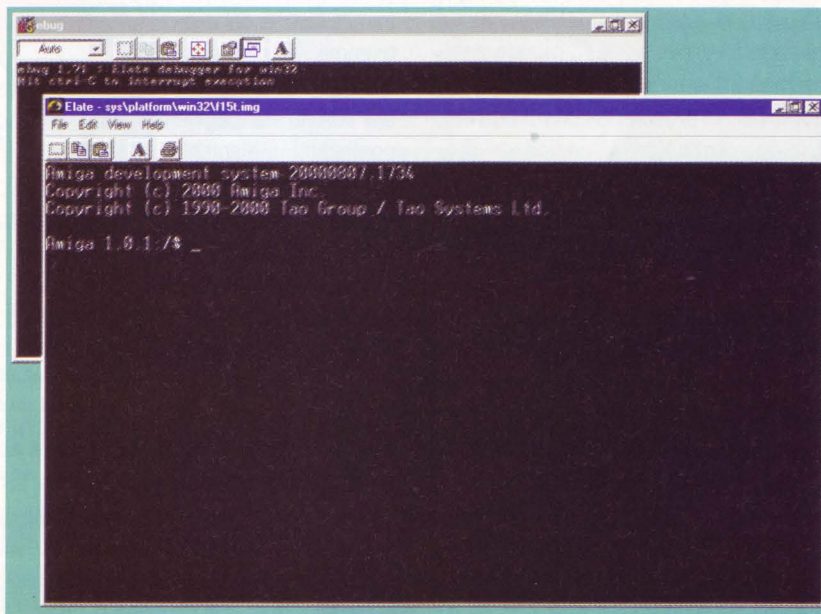 ebug
Auto
A
ebug 1.71 : Elate debugger for win32
Hit ctrl-C to interrupt execution
Elate - sys\platform\win32\f15t.img
File Edit View Help
A
Amiga development system 20000807.1734
Copyright (c) 2000 Amiga Inc.
Copyright (c) 1990-2000 Tao Group / Tao Systems Ltd.
Amiga 1.0.1:/$ _